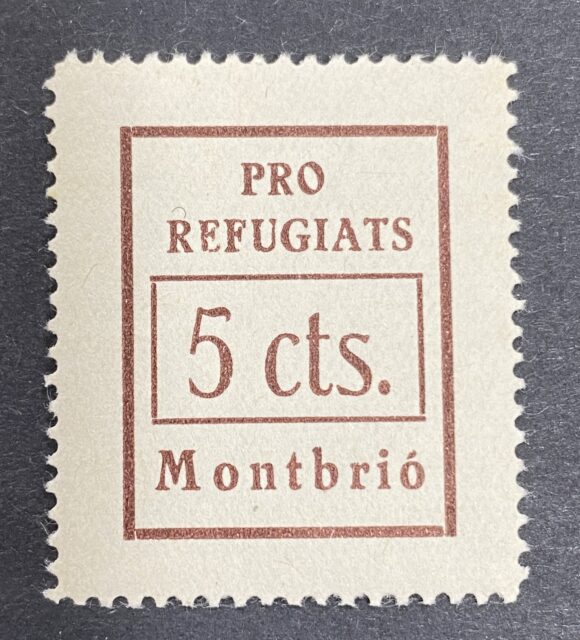 PRO
REFUGIATS
5 cts.
Montbrió